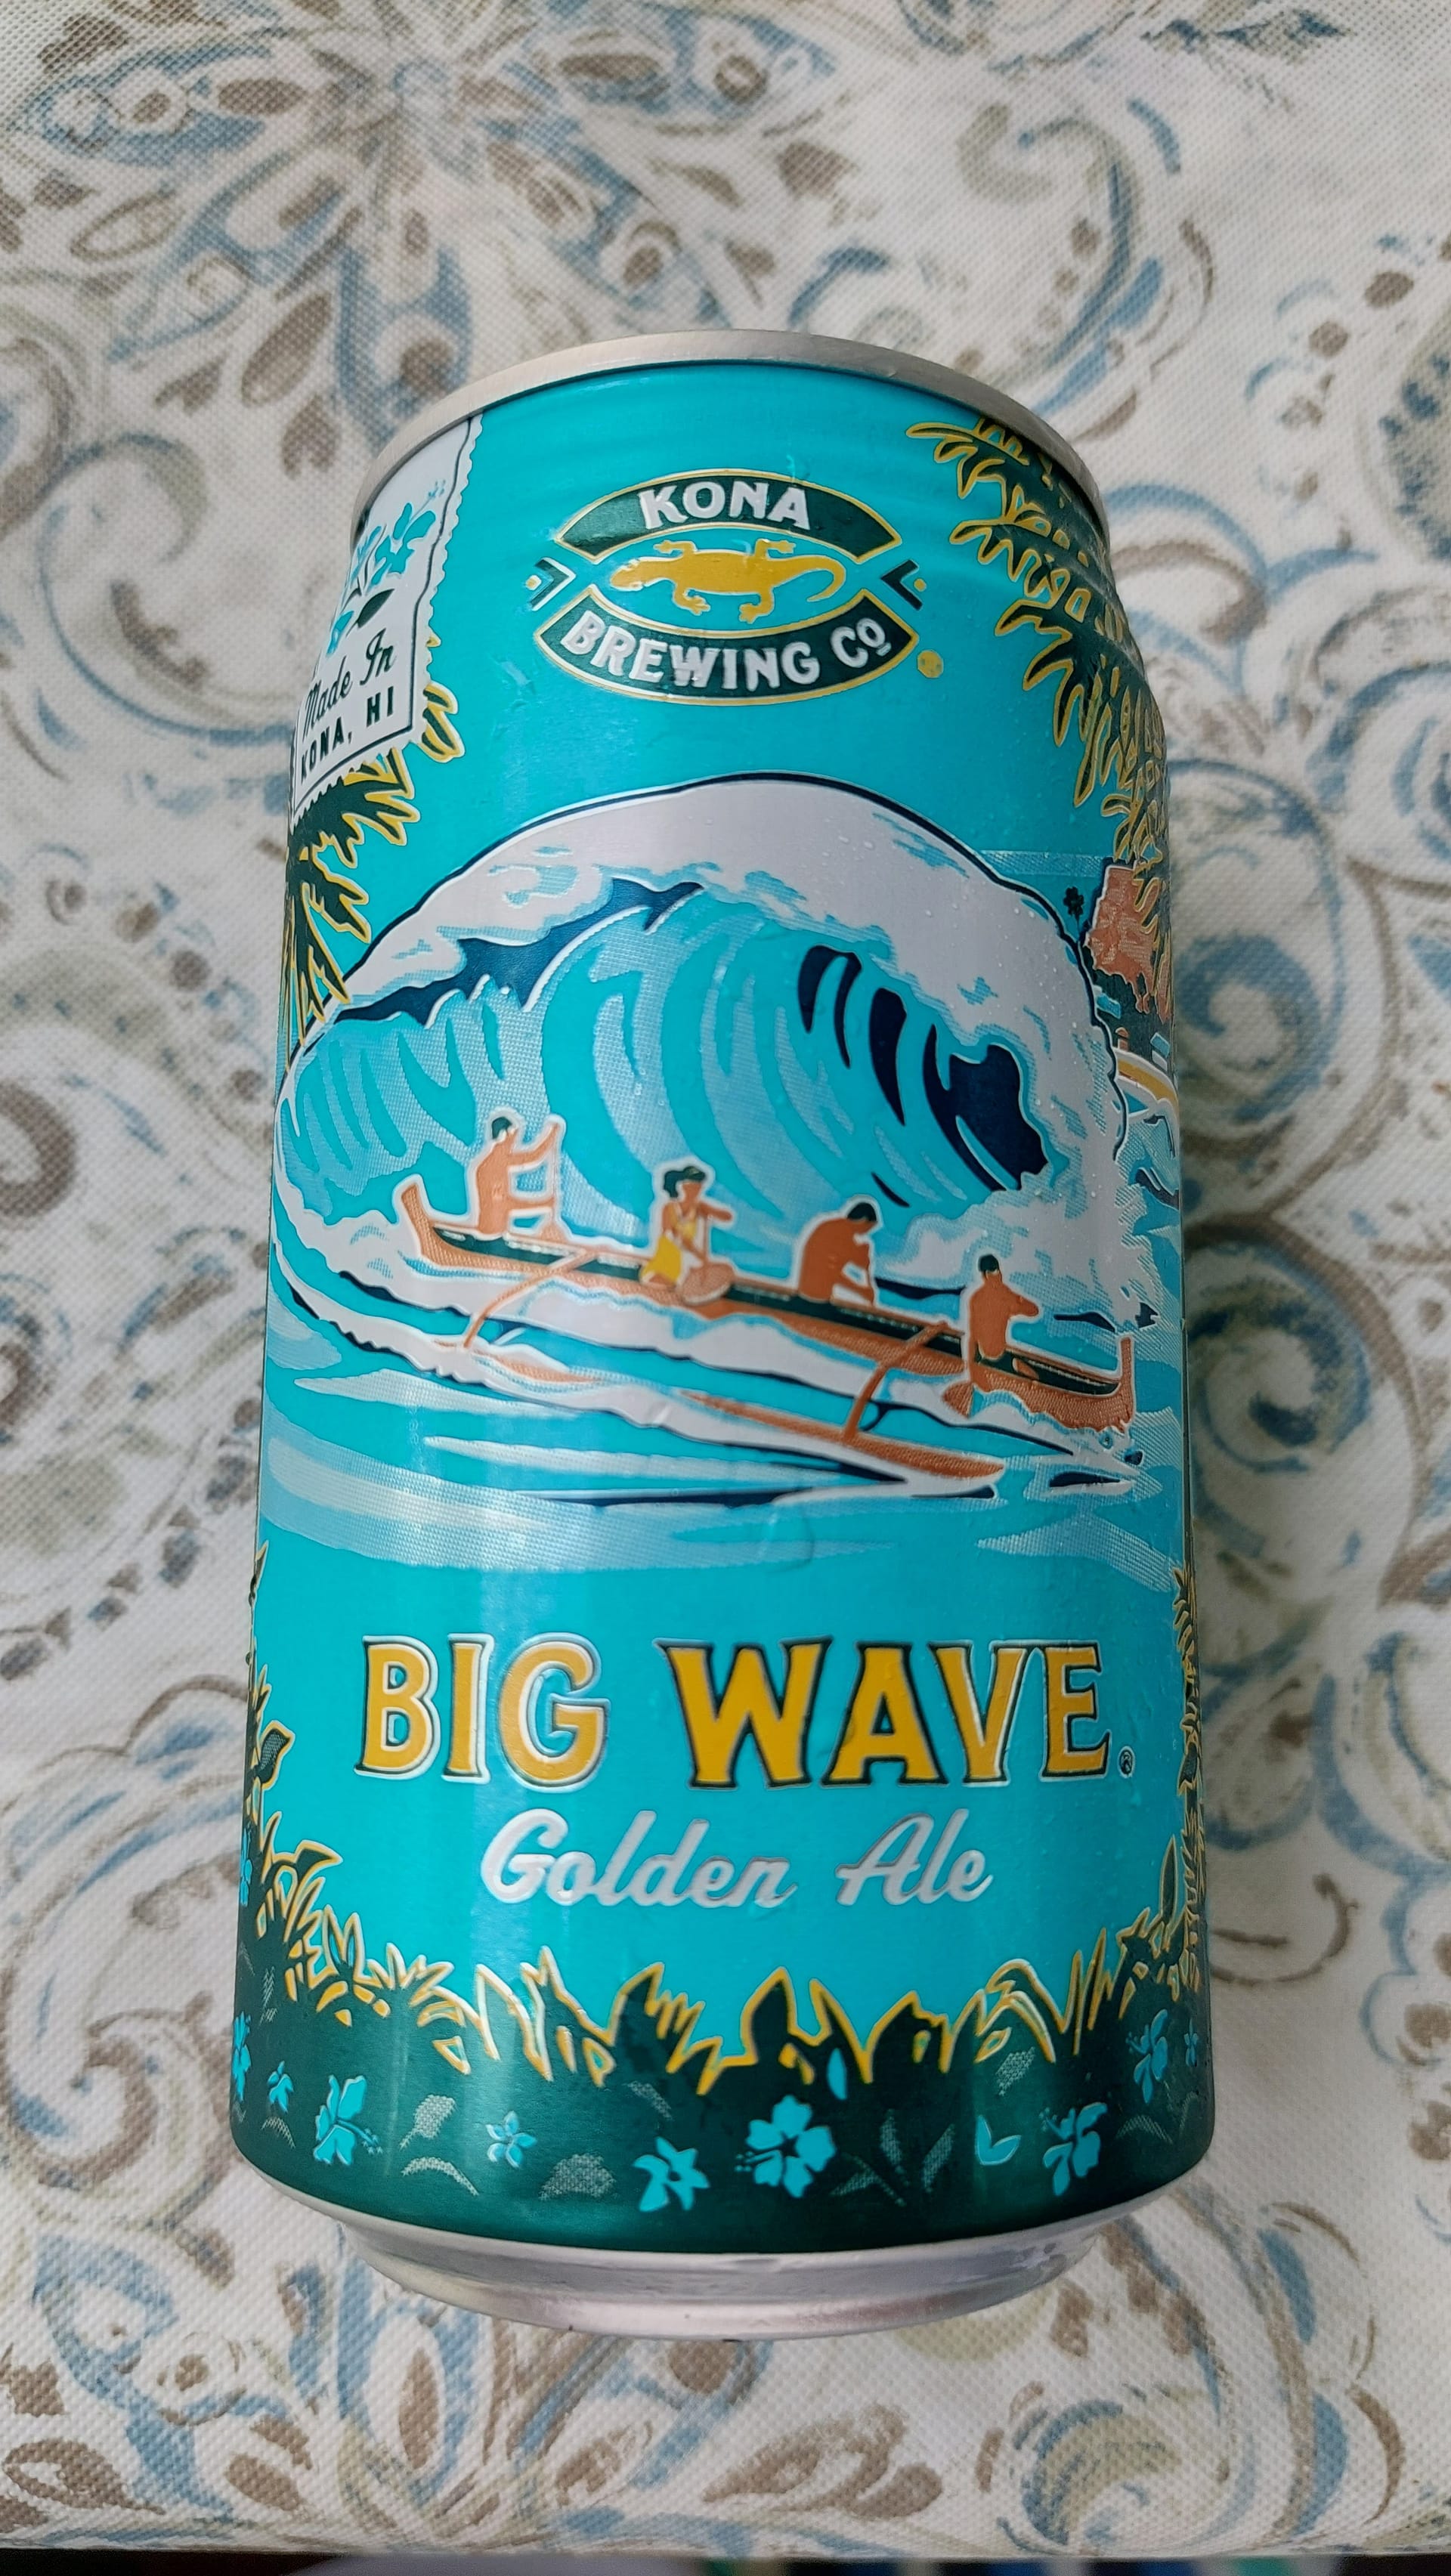 KONA
BREWING Cº
Made In
KONA, HI
BIG WAVE®
Golden Ale